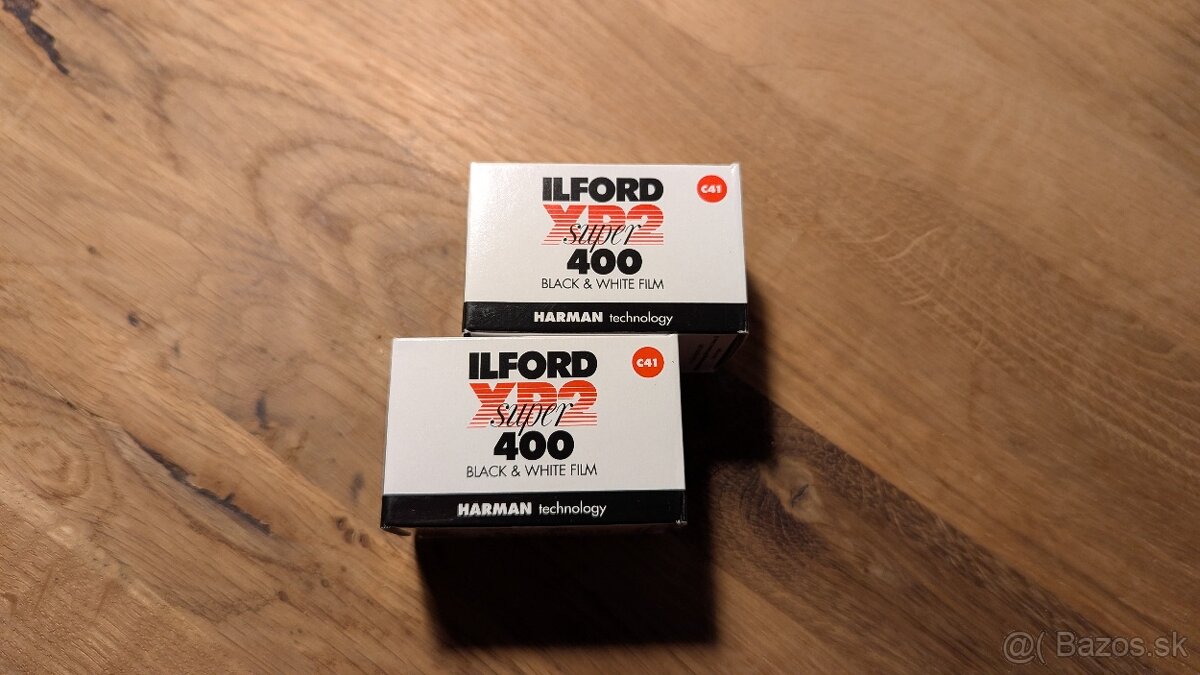 ILFORD
C41
XP2
super
400
BLACK & WHITE FILM
HARMAN technology
ILFORD
C41
XP2
super
400
BLACK & WHITE FILM
HARMAN technology
@( Bazos.sk